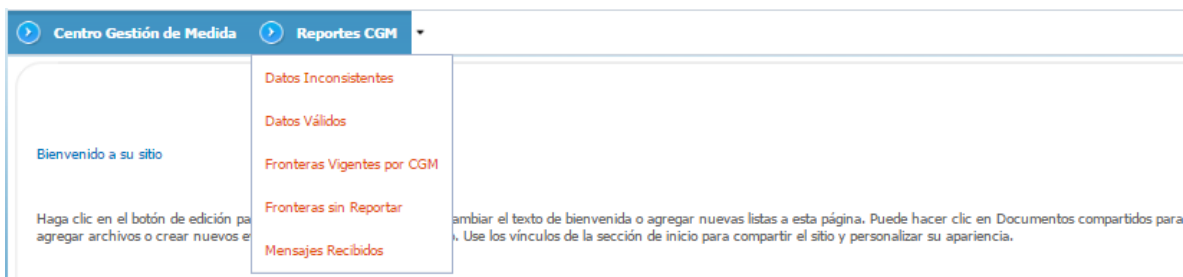 Centro Gestión de Medida Reportes CGM
Datos Inconsistentes
Datos Válidos
Bienvenido a su sitio
Fronteras Vigentes por CGM
Fronteras sin Reportar
Mensajes Recibidos
Haga clic en el botón de edición ambiar el texto de bienvenida o agregar nuevas listas a esta página. Puede hacer clic en Documentos compartidos para
agregar archivos o crear nuevos . Use los vínculos de la sección de inicio para compartir el sitio y personalizar su apariencia.